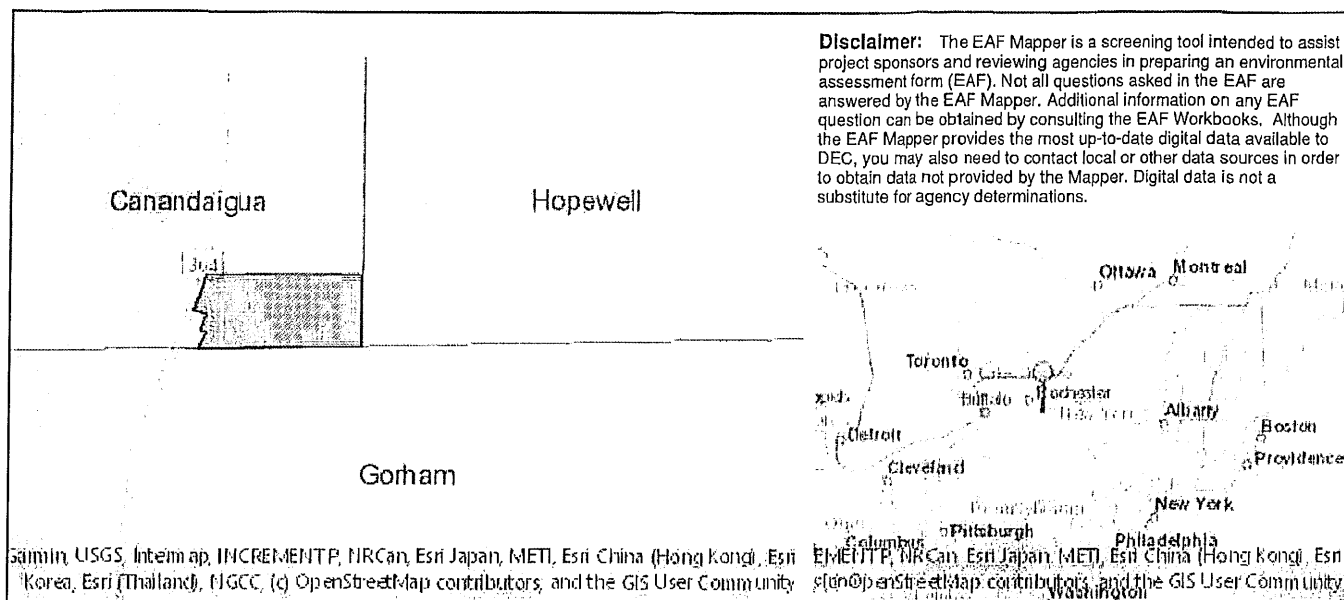 Disclaimer: The EAF Mapper is a screening tool intended to assist
project sponsors and reviewing agencies in preparing an environmental
assessment form (EAF). Not all questions asked in the EAF are
answered by the EAF Mapper. Additional information on any EAF
question can be obtained by consulting the EAF Workbooks. Although
the EAF Mapper provides the most up-to-date digital data available to
DEC, you may also need to contact local or other data sources in order
to obtain data not provided by the Mapper. Digital data is not a
substitute for agency determinations.
Canandaigua
Hopewell
364
Gorham
Garmin, USGS, Intermap, INCREMENT P, NRCan, Esri Japan, METI, Esri China (Hong Kong), Esri
Korea, Esri (Thailand), NGCC, (c) OpenStreetMap contributors, and the GIS User Community
Ottawa
Montreal
Toronto
Rochester
Buffalo
Albany
Boston
Detroit
Providence
Cleveland
New York
Columbus
Pittsburgh
Philadelphia
EMENT P, NRCan, Esri Japan, METI, Esri China (Hong Kong), Esri
OpenStreetMap contributors, and the GIS User Community
Washington